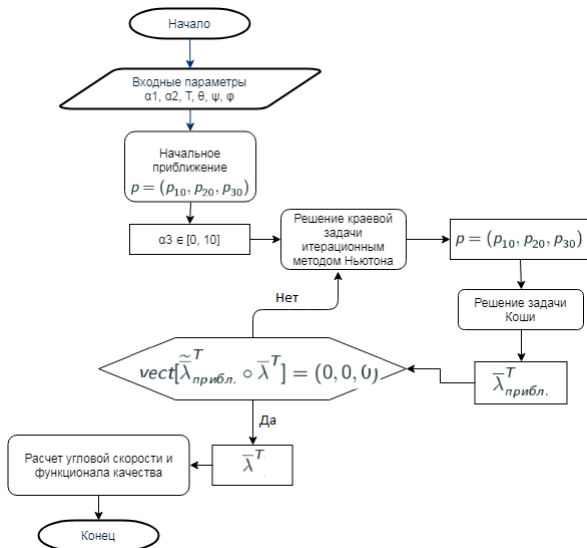 Начало
Входные параметры
α1, α2, T, θ, ψ, φ
Начальное
приближение
p = (p₁₀, p₂₀, p₃₀)
α3 ∈ [0, 10]
Решение краевой
задачи
итерационным
методом Ньютона
p = (p₁₀, p₂₀, p₃₀)
Решение задачи
Коши
λ̅ᵀприбл.
Нет
vect[λ̿̃ᵀприбл. ∘ λ̅ᵀ] = (0, 0, 0)
Да
λ̅ᵀ
Расчет угловой скорости и
функционала качества
Конец